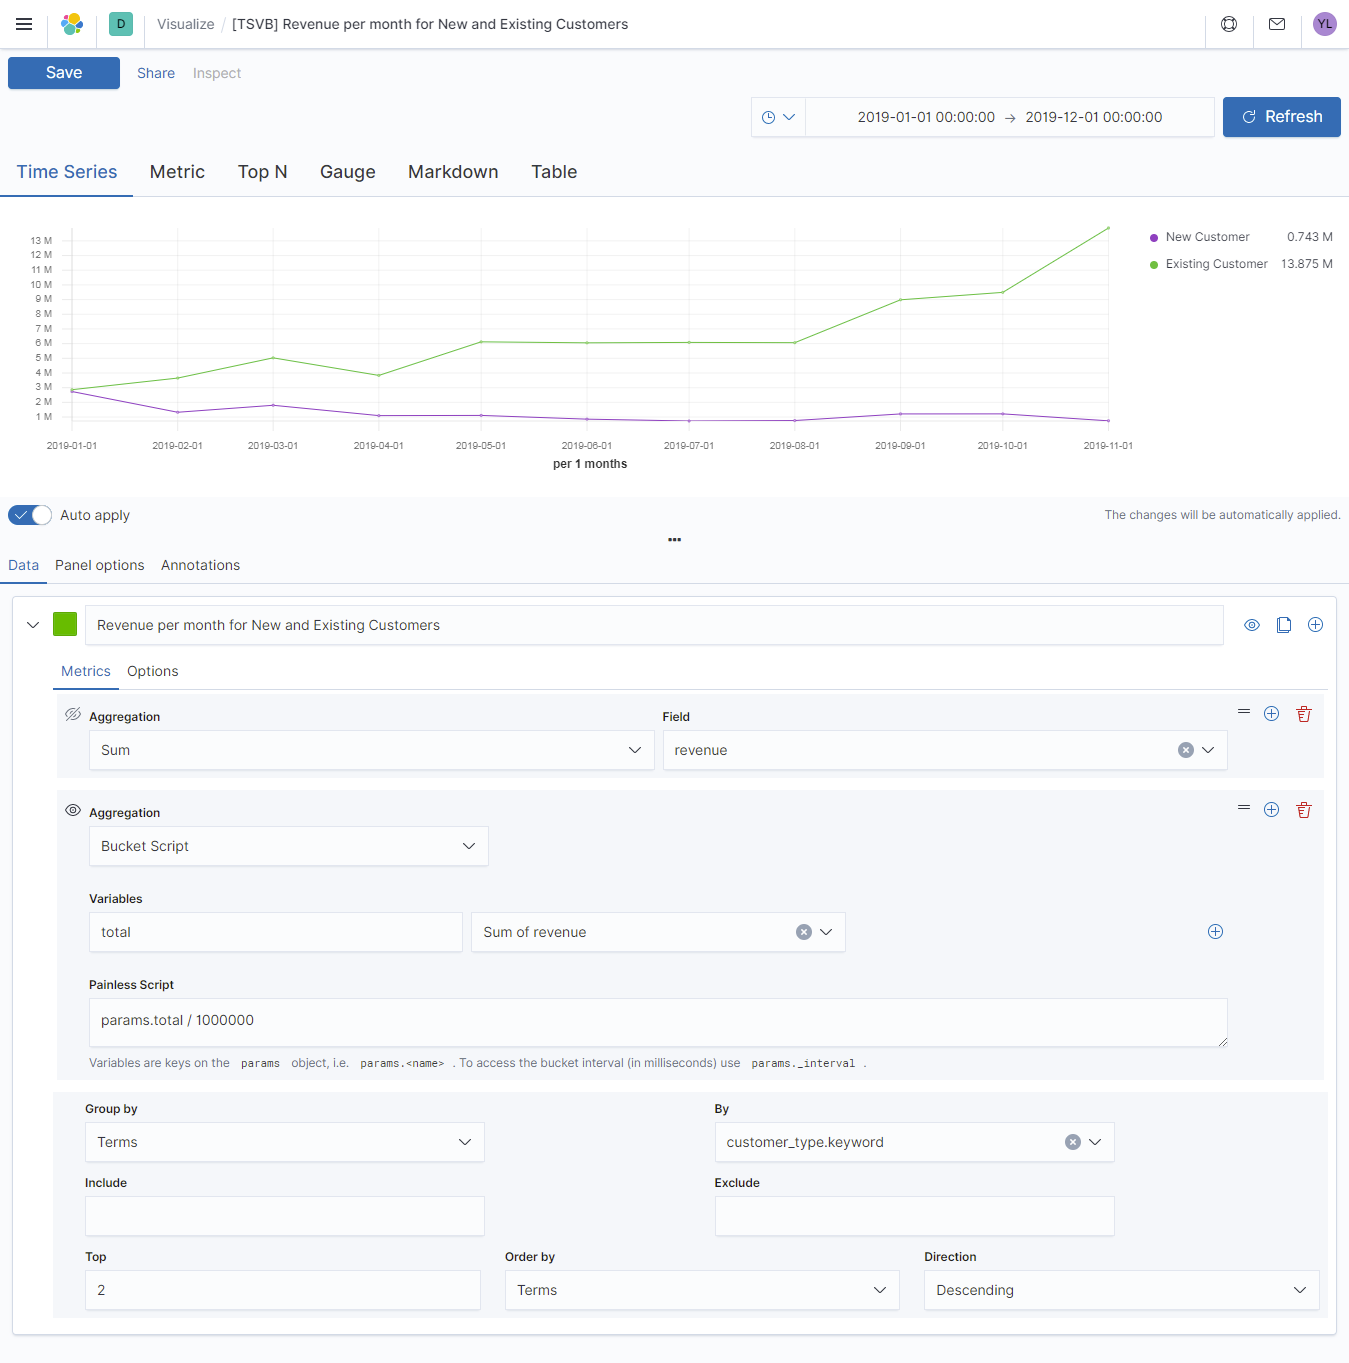 D Visualize / [TSVB] Revenue per month for New and Existing Customers YL
Save Share Inspect
2019-01-01 00:00:00 → 2019-12-01 00:00:00 Refresh
Time Series Metric Top N Gauge Markdown Table
13 M
12 M
11 M
10 M
9 M
8 M
7 M
6 M
5 M
4 M
3 M
2 M
1 M
New Customer 0.743 M
Existing Customer 13.875 M
2019-01-01 2019-02-01 2019-03-01 2019-04-01 2019-05-01 2019-06-01 2019-07-01 2019-08-01 2019-09-01 2019-10-01 2019-11-01
per 1 months
Auto apply The changes will be automatically applied.
Data Panel options Annotations
Revenue per month for New and Existing Customers
Metrics Options
Aggregation Field
Sum revenue
Aggregation
Bucket Script
Variables
total Sum of revenue
Painless Script
params.total / 1000000
Variables are keys on the params object, i.e. params.<name> . To access the bucket interval (in milliseconds) use params._interval .
Group by By
Terms customer_type.keyword
Include Exclude
Top Order by Direction
2 Terms Descending